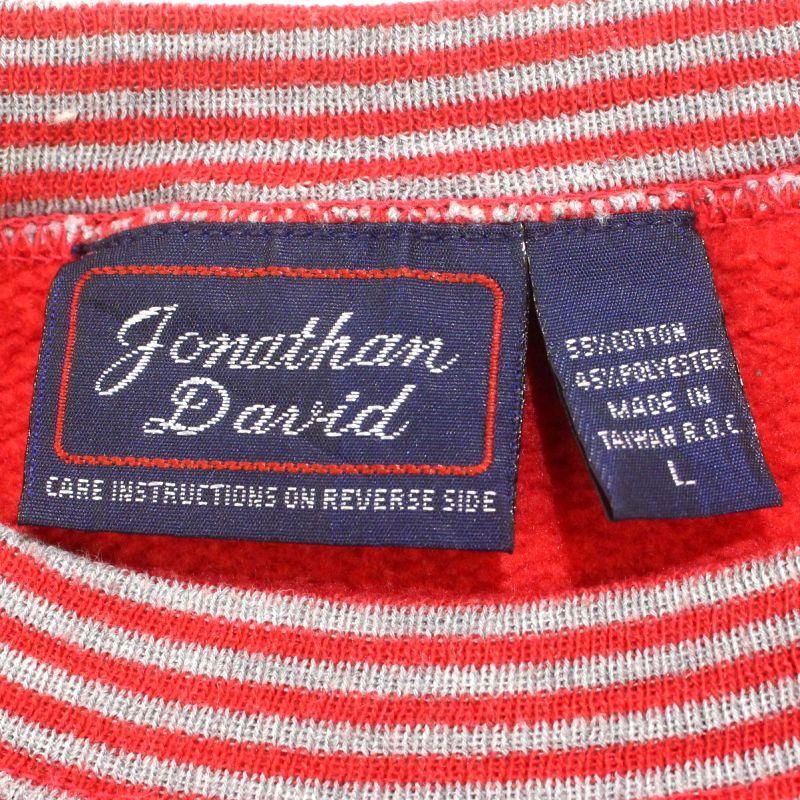 Jonathan
David
CARE INSTRUCTIONS ON REVERSE SIDE
55% COTTON
45% POLYESTER
MADE IN
TAIWAN R.O.C.
L